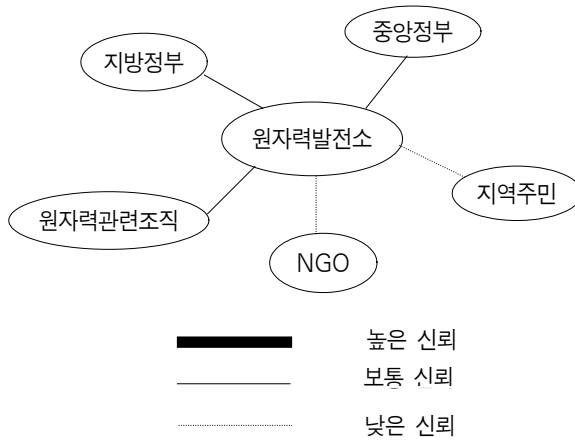 중앙정부
지방정부
원자력발전소
지역주민
원자력관련조직
NGO
높은 신뢰
보통 신뢰
낮은 신뢰